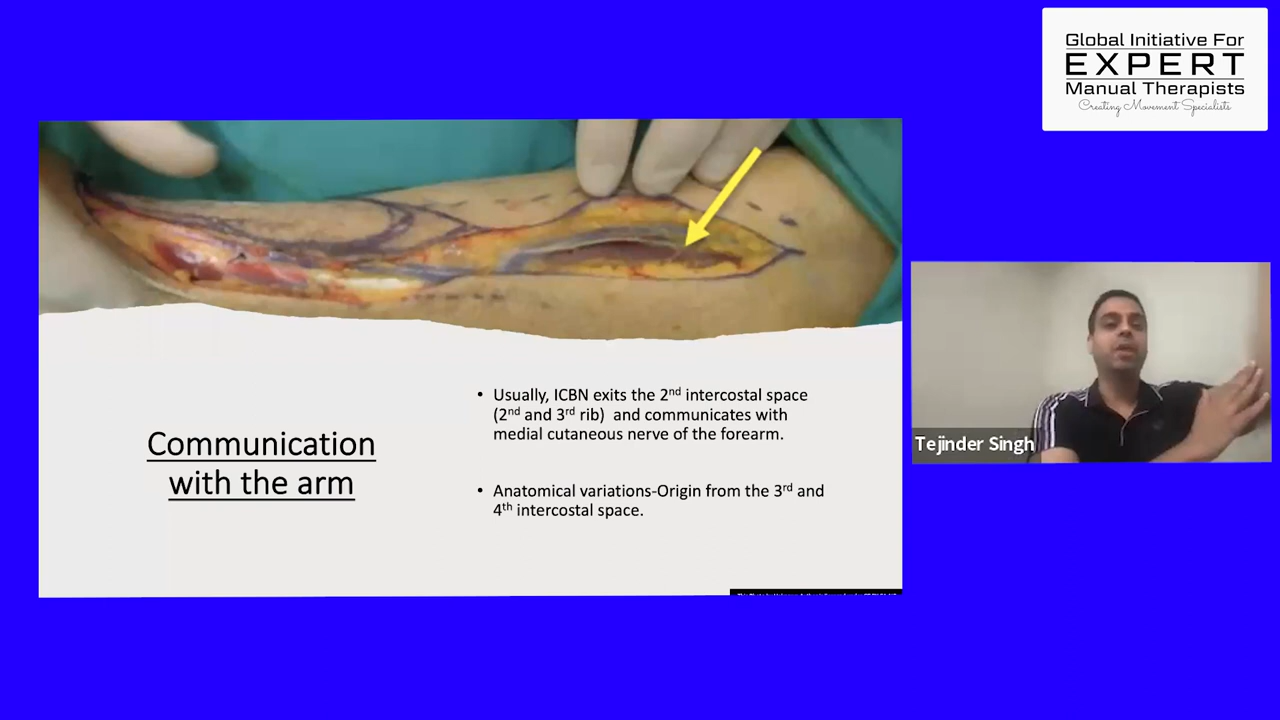 Global Initiative For
EXPERT
Manual Therapists
Creating Movement Specialists
Communication
with the arm
• Usually, ICBN exits the 2nd intercostal space
(2nd and 3rd rib) and communicates with
medial cutaneous nerve of the forearm.
• Anatomical variations-Origin from the 3rd and
4th intercostal space.
Tejinder Singh